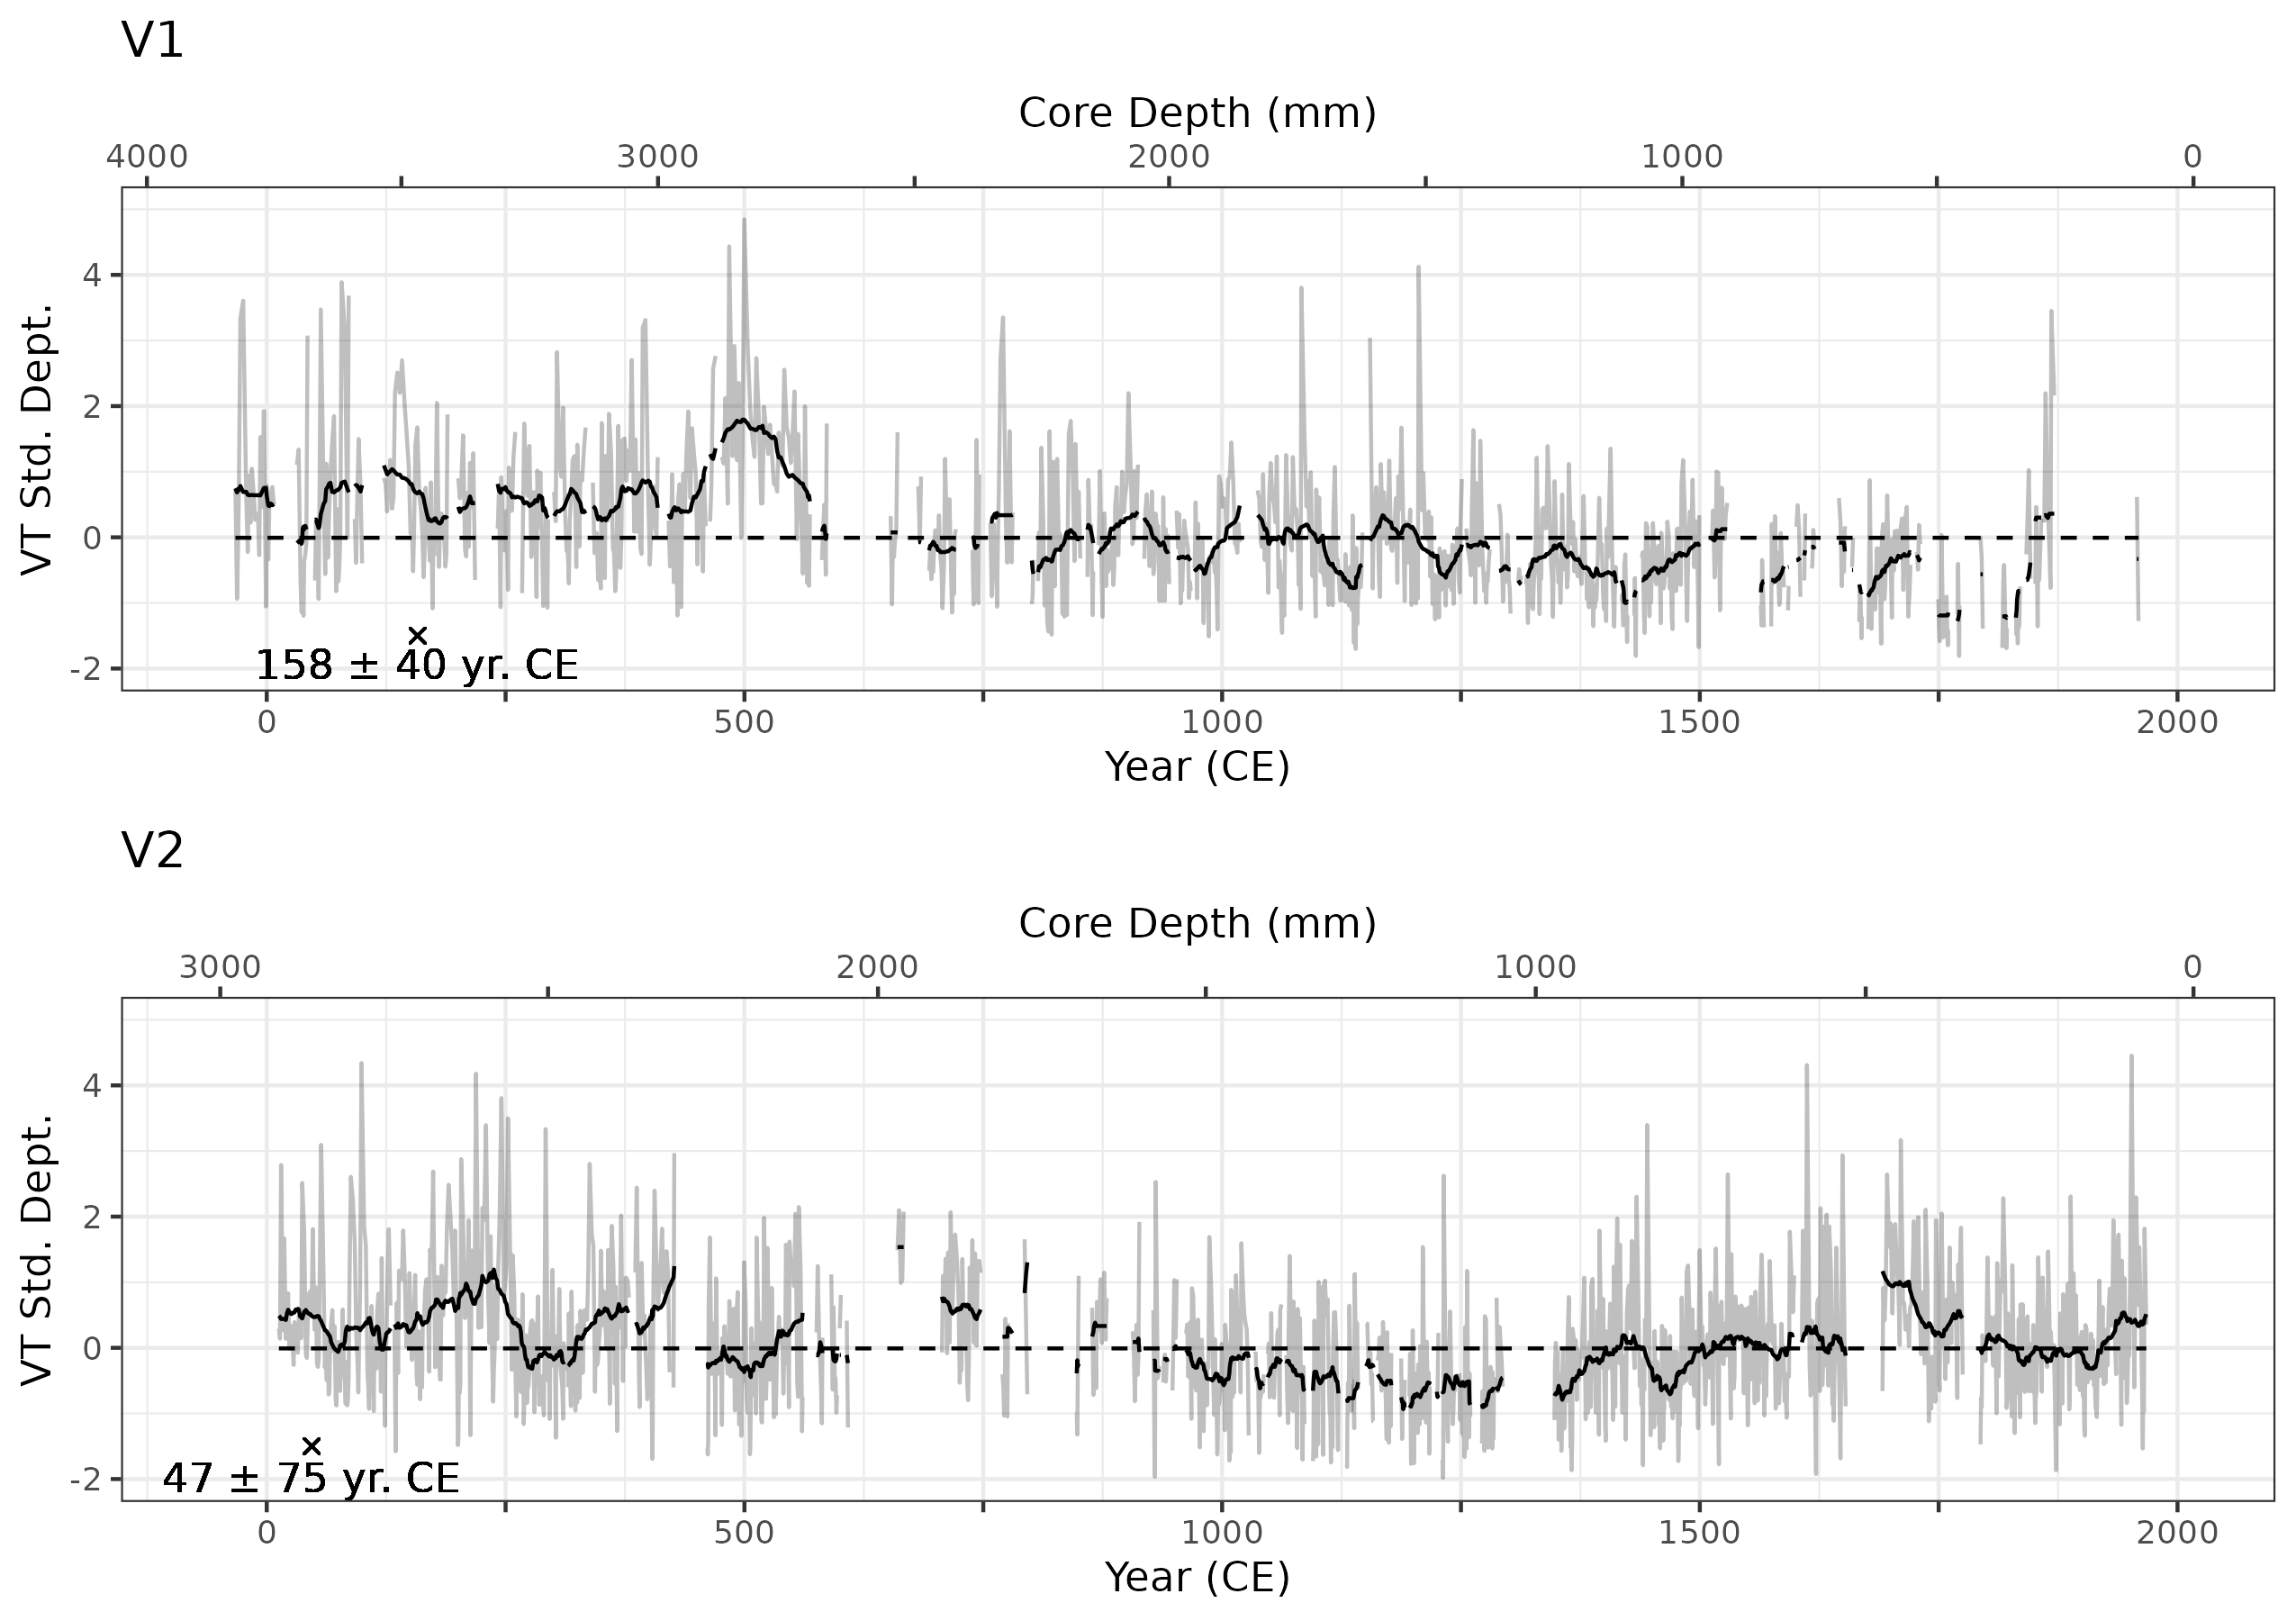 V1
Core Depth (mm)
4000 3000 2000 1000 0
VT Std. Dept.
4
2
0
-2
158 ± 40 yr. CE
0 500 1000 1500 2000
Year (CE)
V2
Core Depth (mm)
3000 2000 1000 0
VT Std. Dept.
4
2
0
-2
47 ± 75 yr. CE
0 500 1000 1500 2000
Year (CE)